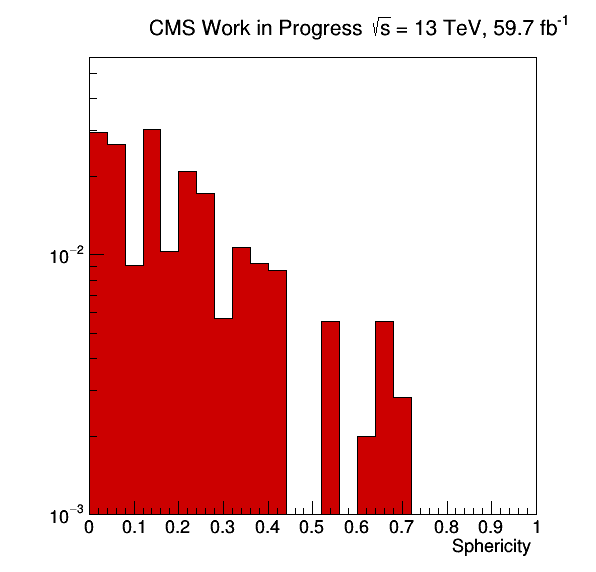 CMS Work in Progress √s = 13 TeV, 59.7 fb⁻¹
10⁻²
10⁻³
0 0.1 0.2 0.3 0.4 0.5 0.6 0.7 0.8 0.9 1
Sphericity